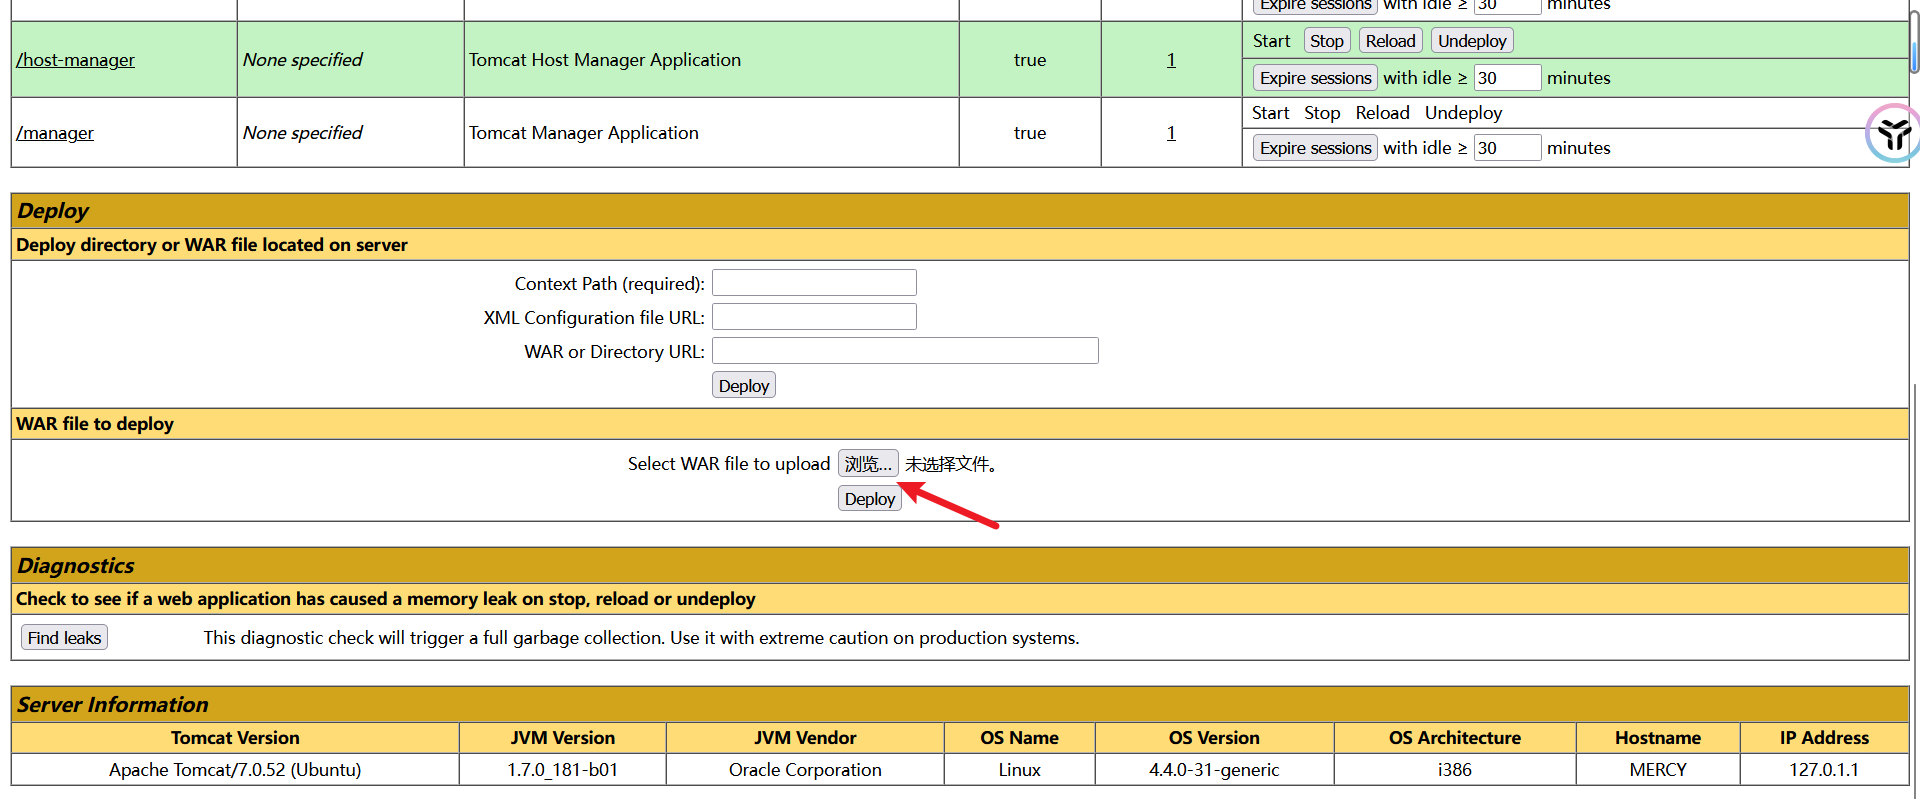 Expire sessions with idle ≥ 30 minutes
/host-manager None specified Tomcat Host Manager Application true 1 Start Stop Reload Undeploy
Expire sessions with idle ≥ 30 minutes
/manager None specified Tomcat Manager Application true 1 Start Stop Reload Undeploy
Expire sessions with idle ≥ 30 minutes
Deploy
Deploy directory or WAR file located on server
Context Path (required):
XML Configuration file URL:
WAR or Directory URL:
Deploy
WAR file to deploy
Select WAR file to upload 浏览... 未选择文件。
Deploy
Diagnostics
Check to see if a web application has caused a memory leak on stop, reload or undeploy
Find leaks This diagnostic check will trigger a full garbage collection. Use it with extreme caution on production systems.
Server Information
Tomcat Version JVM Version JVM Vendor OS Name OS Version OS Architecture Hostname IP Address
Apache Tomcat/7.0.52 (Ubuntu) 1.7.0_181-b01 Oracle Corporation Linux 4.4.0-31-generic i386 MERCY 127.0.1.1